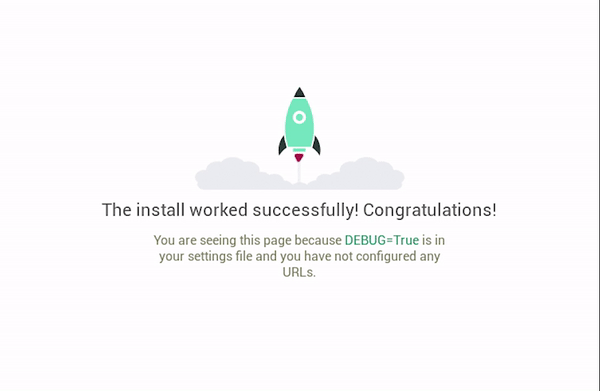 The install worked successfully! Congratulations!
You are seeing this page because DEBUG=True is in
your settings file and you have not configured any
URLs.